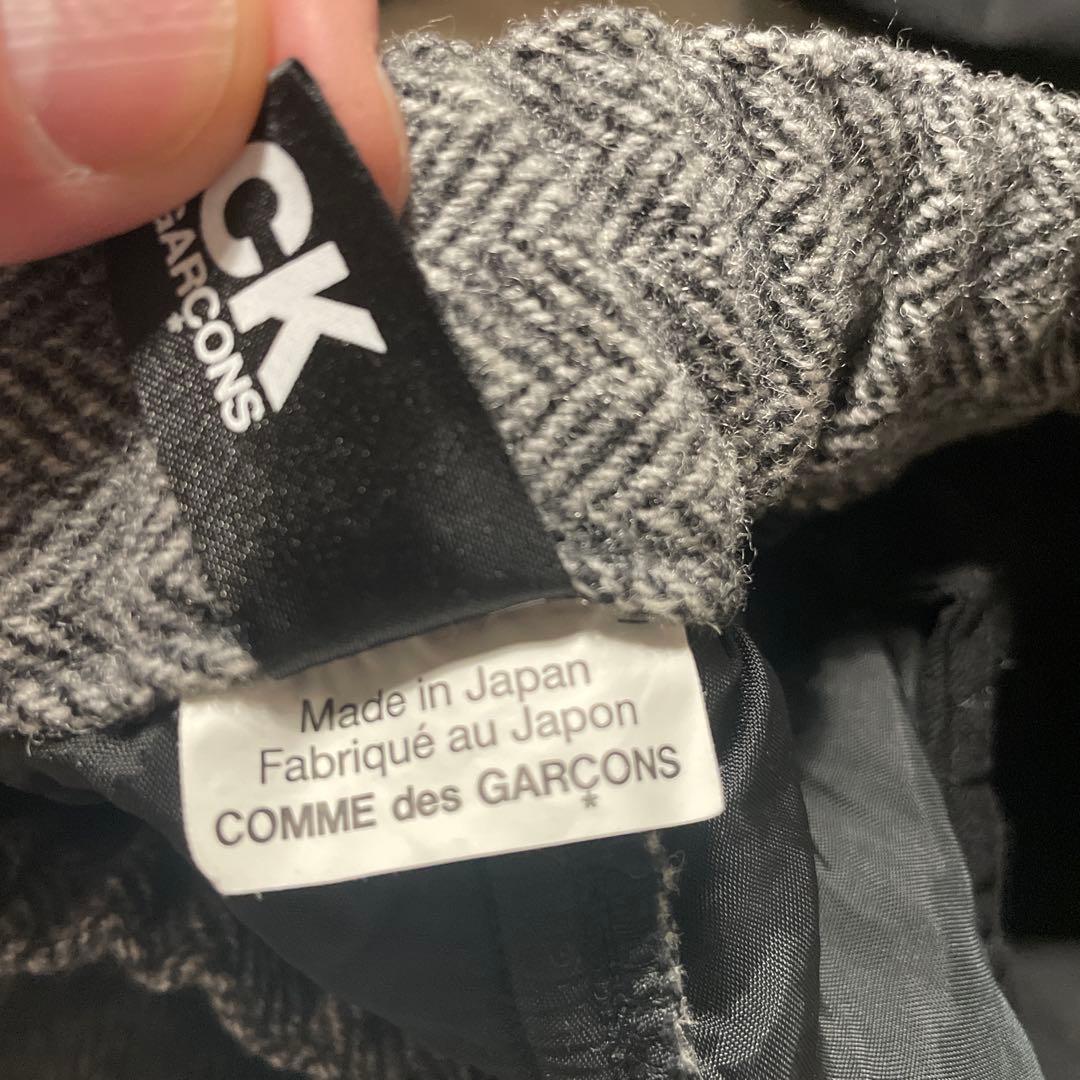 CK
GARÇONS
Made in Japan
Fabriqué au Japon
COMME des GARÇONS
*